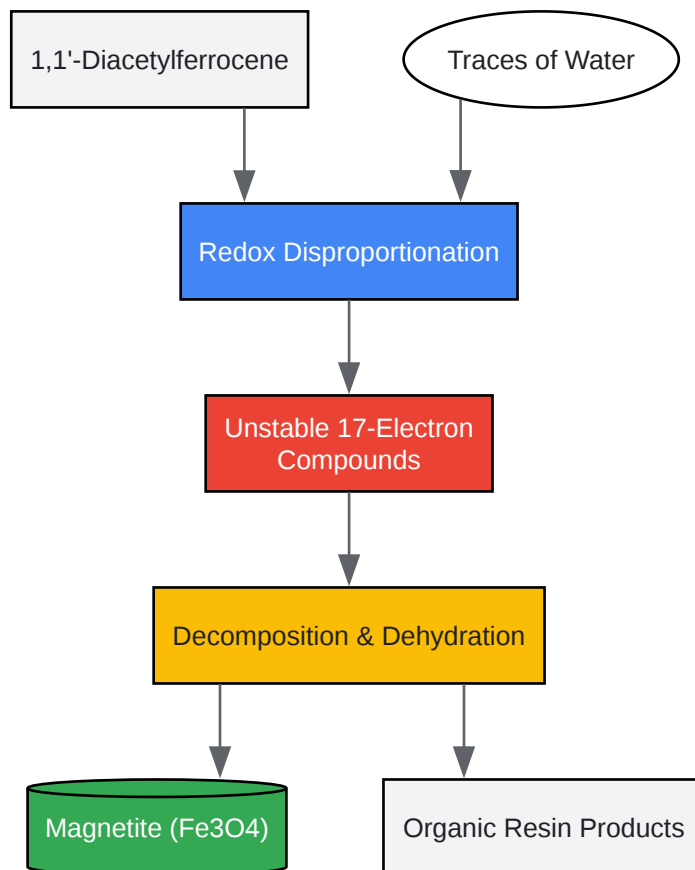 1,1'-Diacetylferrocene
Traces of Water
Redox Disproportionation
Unstable 17-Electron
Compounds
Decomposition & Dehydration
Magnetite (Fe3O4)
Organic Resin Products